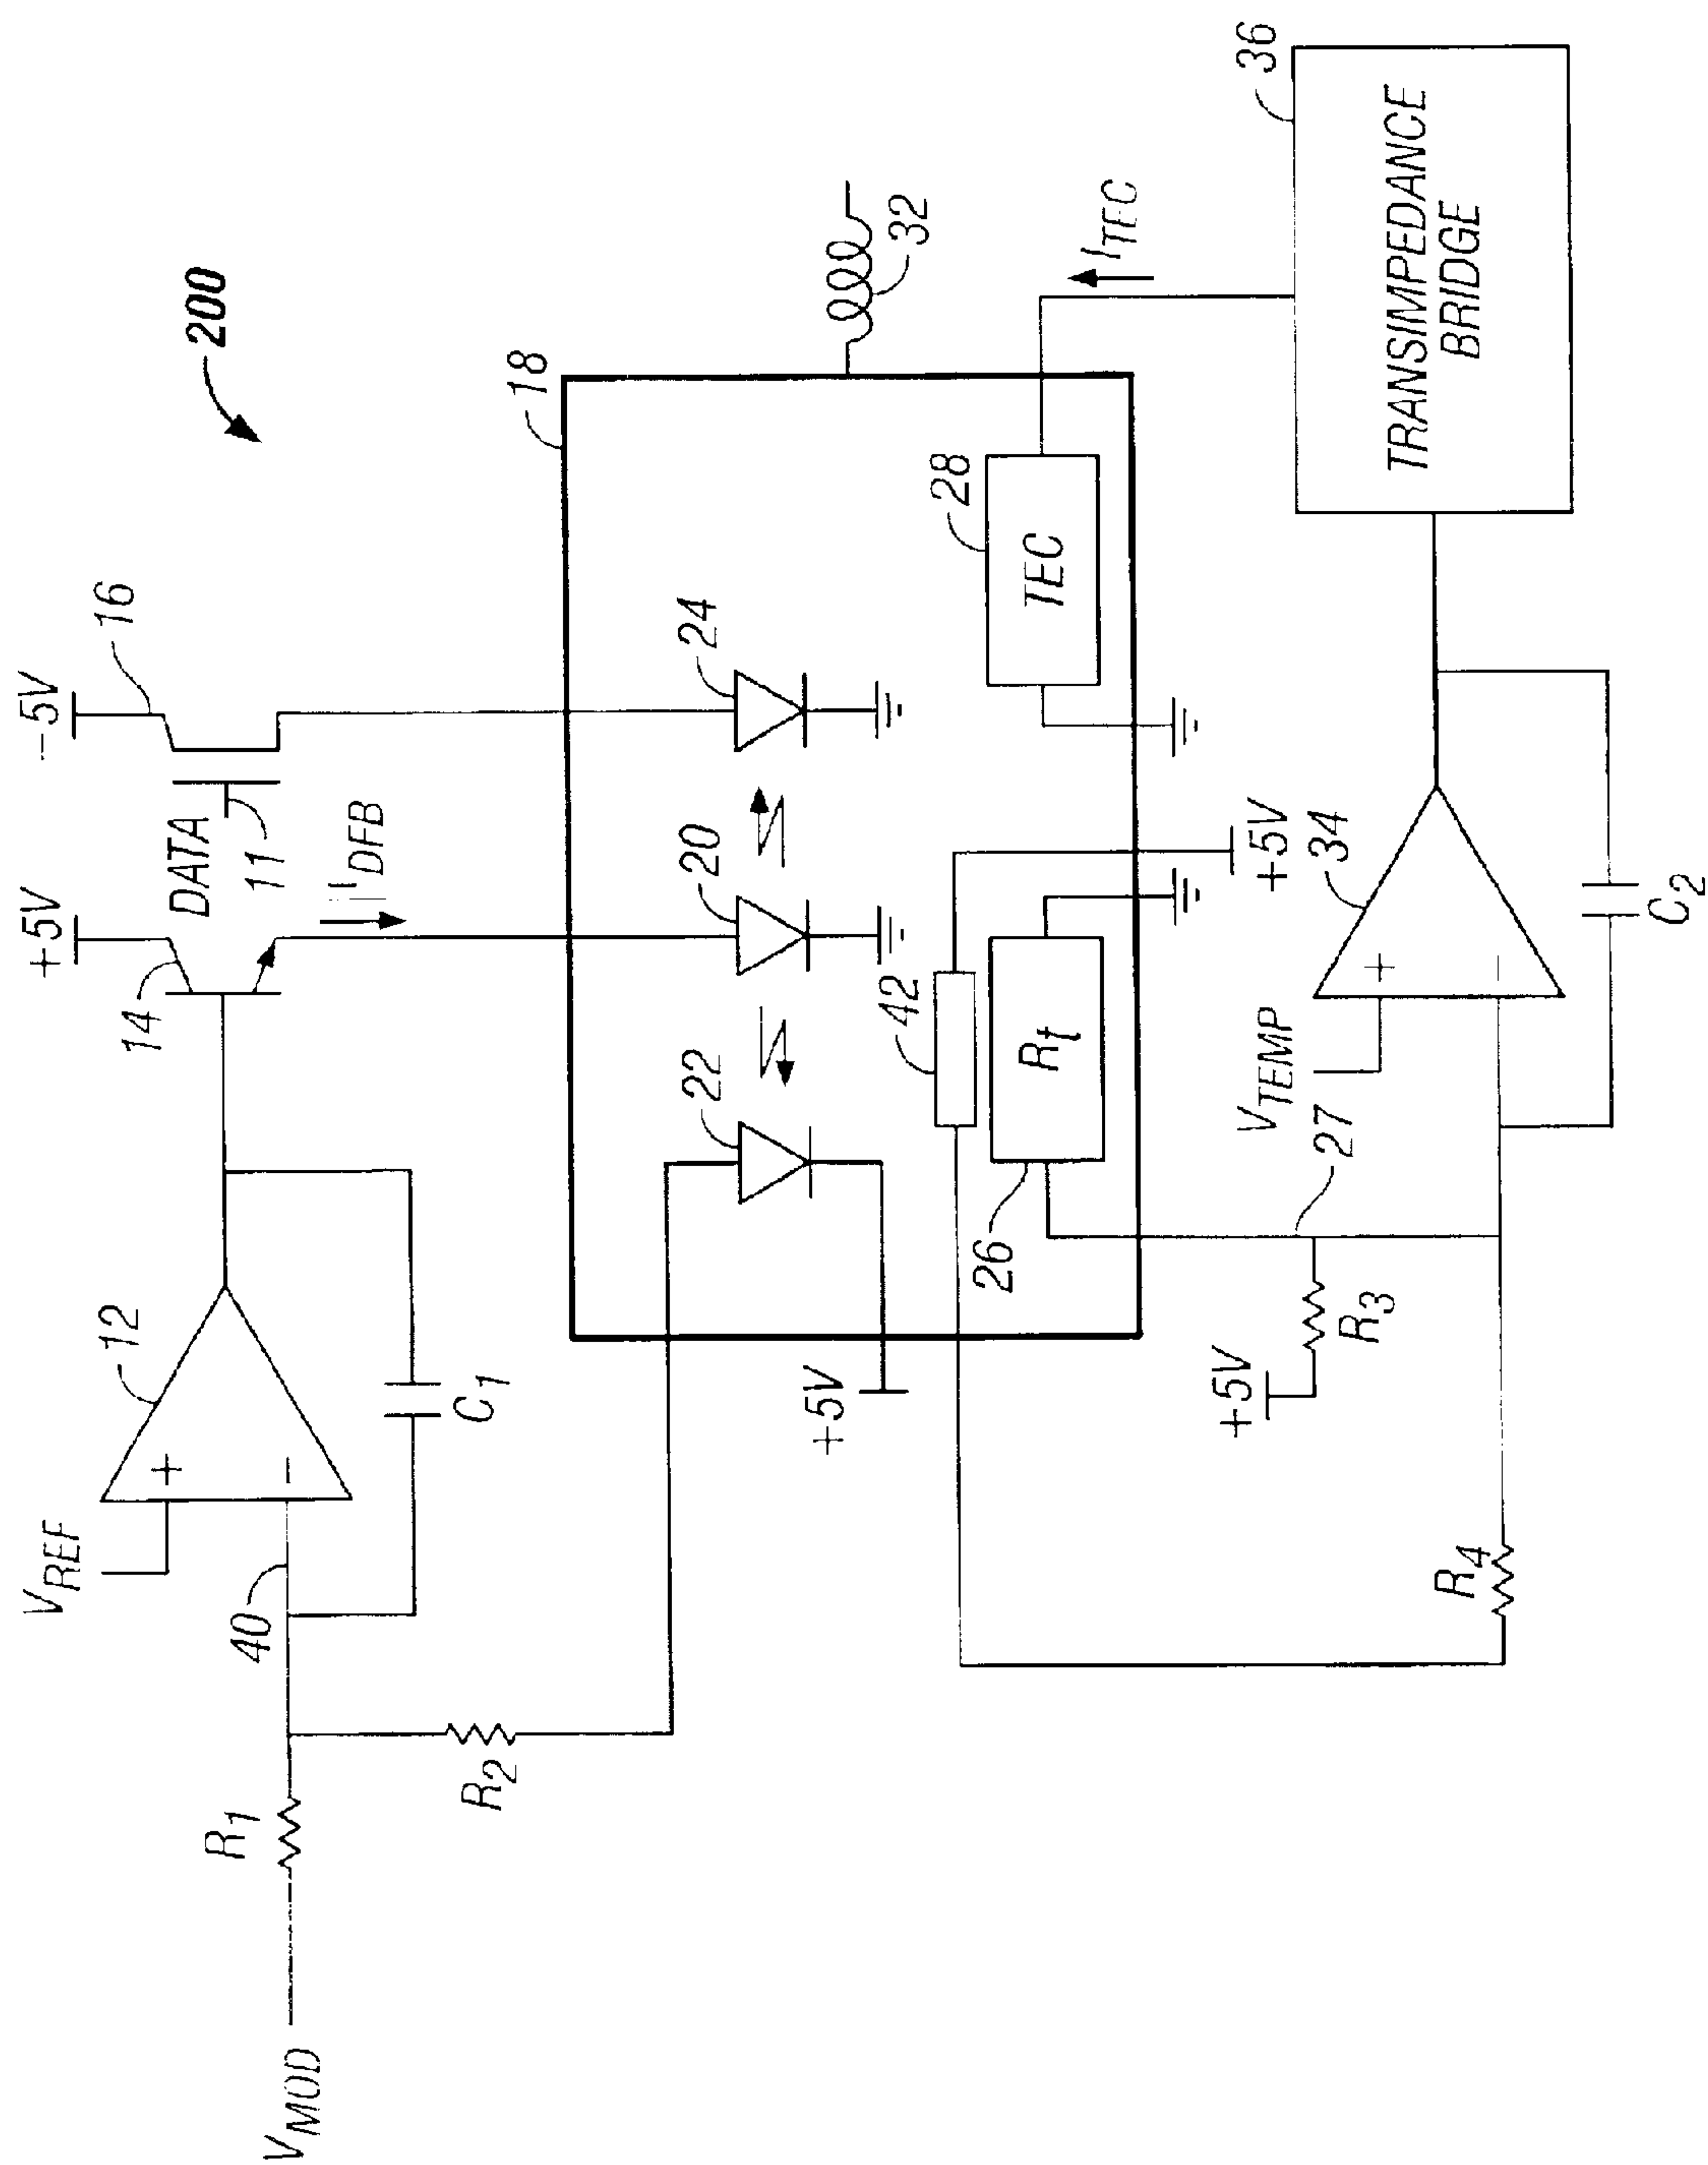 200
-5V
16
+5V
DATA
11
14
I_DFB
12
V_REF
+
-
40
C_1
R_1
V_MOD
R_2
18
24
20
22
32
42
28
TEC
R_t
26
+5V
+5V
I_TEC
36
TRANSIMPEDANCE
BRIDGE
34
V_TEMP
+
-
27
C_2
+5V
R_3
R_4